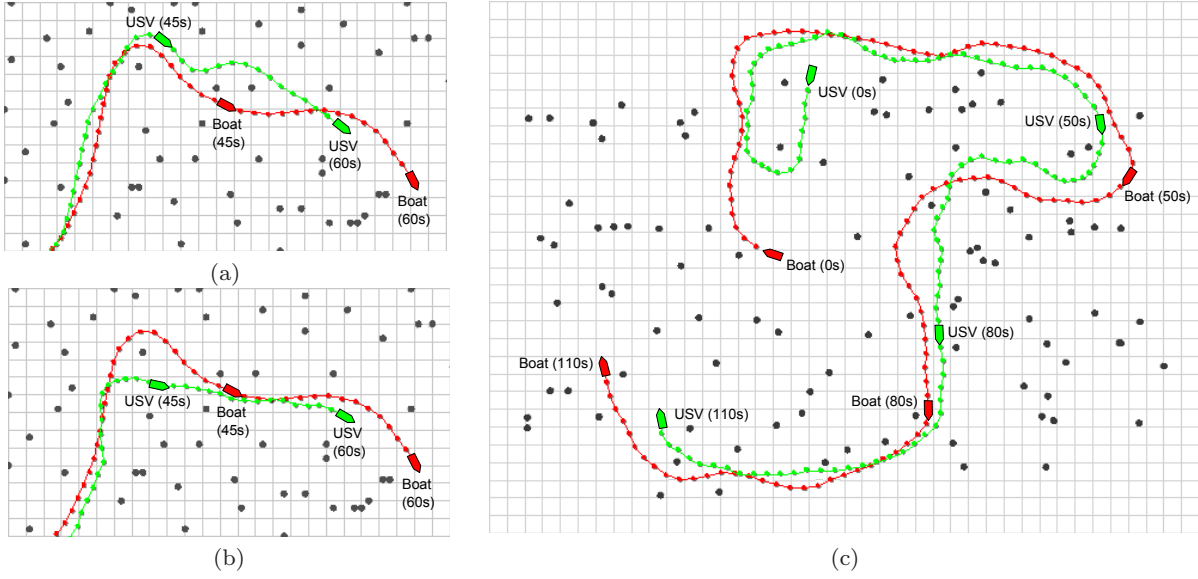 USV (45s)
Boat
(45s)
USV
(60s)
Boat
(60s)
(a)
USV (45s)
Boat
(45s)
USV
(60s)
Boat
(60s)
(b)
USV (0s)
USV (50s)
Boat (50s)
Boat (0s)
USV (80s)
Boat (110s)
Boat (80s)
USV (110s)
(c)